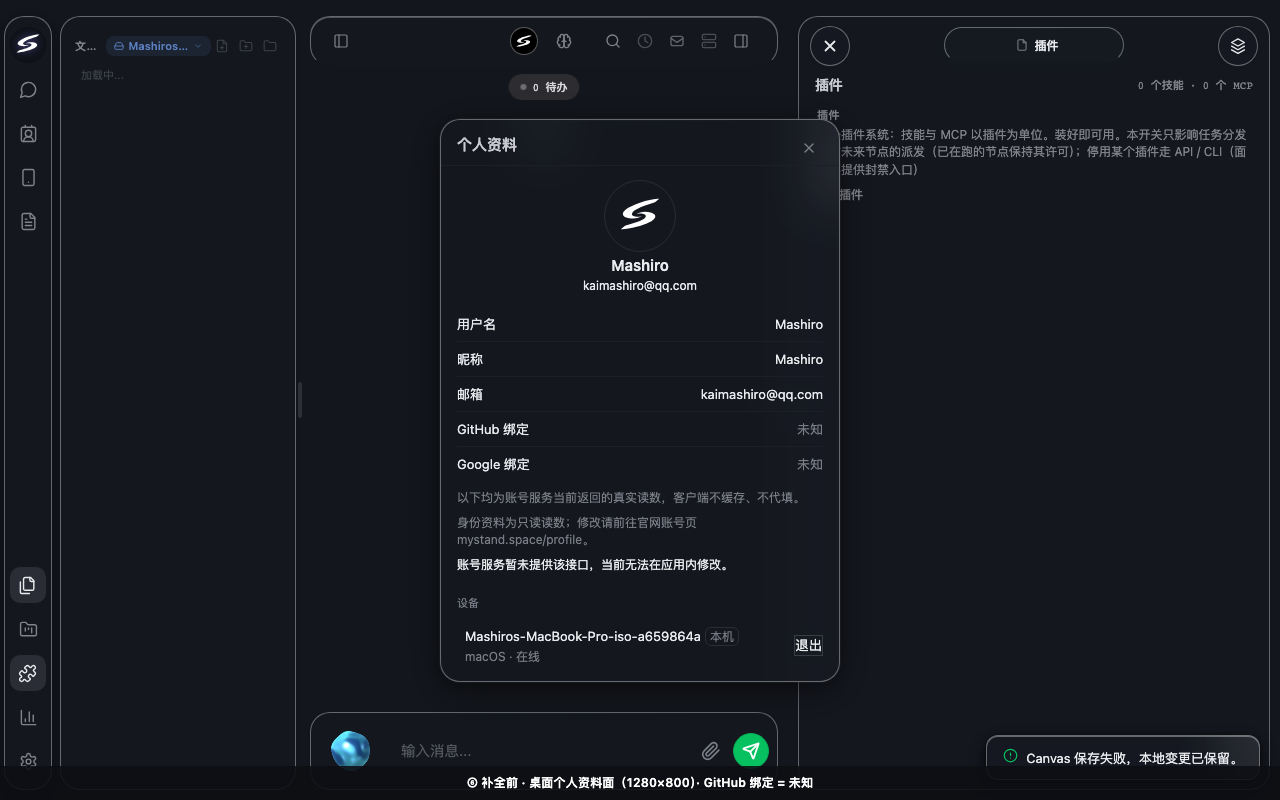 文...
Mashiros...
加载中...
0 待办
插件
插件
0 个技能 · 0 个 MCP
插件
插件系统：技能与 MCP 以插件为单位。装好即可用。本开关只影响任务分发
未来节点的派发（已在跑的节点保持其许可）；停用某个插件走 API / CLI（面
提供封禁入口）
插件
个人资料
Mashiro
kaimashiro@qq.com
用户名 Mashiro
昵称 Mashiro
邮箱 kaimashiro@qq.com
GitHub 绑定 未知
Google 绑定 未知
以下均为账号服务当前返回的真实读数，客户端不缓存、不代填。
身份资料为只读读数；修改请前往官网账号页
mystand.space/profile。
账号服务暂未提供该接口，当前无法在应用内修改。
设备
Mashiros-MacBook-Pro-iso-a659864a 本机
macOS · 在线
退出
输入消息...
Canvas 保存失败，本地变更已保留。
⑥ 补全前 · 桌面个人资料面（1280×800）· GitHub 绑定 = 未知